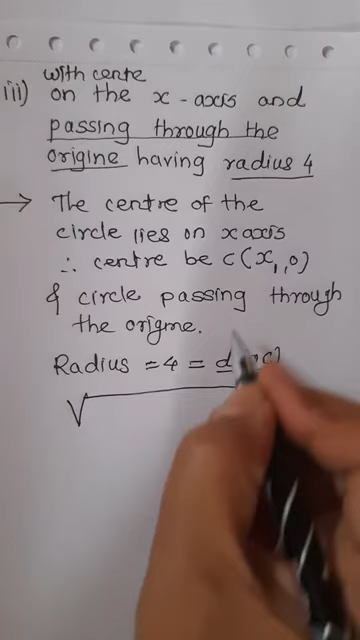 with cente
iii) on the x-axis and
passing through the
origine having radius 4
→ The centre of the
circle lies on x axis
∴ centre be C(x₁,0)
& circle passing through
the origine.
Radius = 4 = d
√